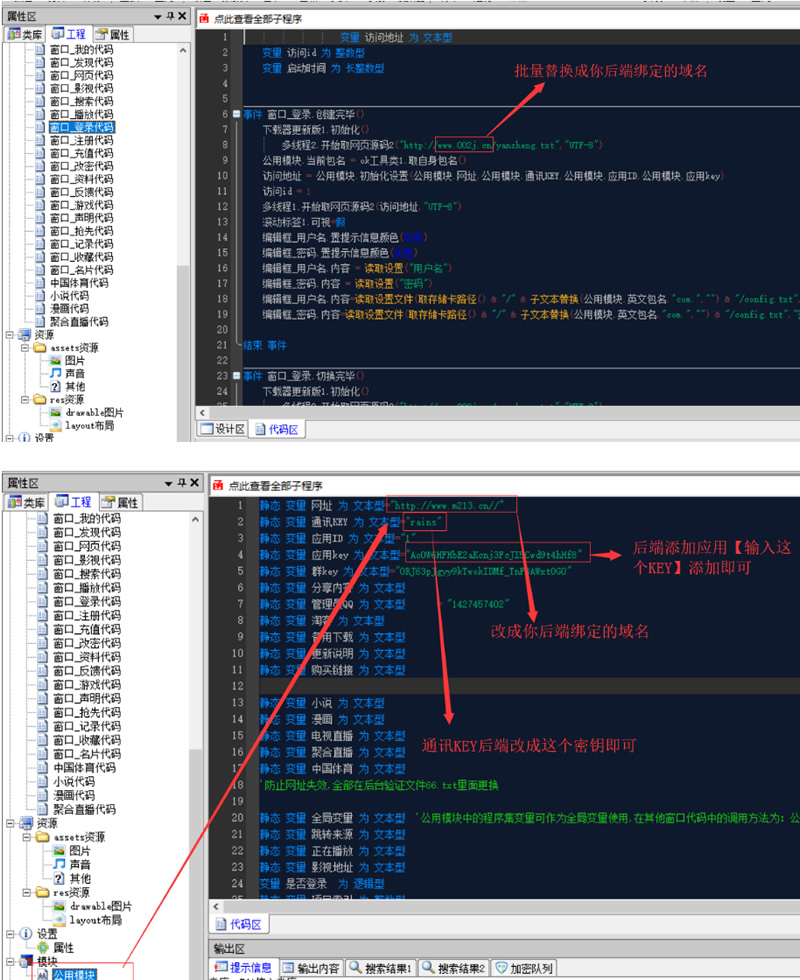 属性区
点此查看全部子程序
类库 工程 属性
窗口_我的代码
窗口_发现代码
窗口_网页代码
窗口_影视代码
窗口_搜索代码
窗口_播放代码
窗口_登录代码
窗口_注册代码
窗口_充值代码
窗口_改密代码
窗口_资料代码
窗口_反馈代码
窗口_游戏代码
窗口_声明代码
窗口_抢先代码
窗口_记录代码
窗口_收藏代码
窗口_名片代码
中国体育代码
小说代码
漫画代码
聚合直播代码
资源
assets资源
图片
声音
其他
res资源
drawable图片
layout布局
设置
1 变量 访问地址 为 文本型
2 变量 访问id 为 整数型
3 变量 启动时间 为 长整数型
批量替换成你后端绑定的域名
4
5
6 事件 窗口_登录.创建完毕()
7 下载器更新版1.初始化()
8 多线程2.开始取网页源码2("http://www.002j.cn/yanzheng.txt","UTF-8")
9 公用模块.当前包名 = ok工具类1.取自身包名()
10 访问地址 = 公用模块.初始化设置(公用模块.网址,公用模块.通讯KEY,公用模块.应用ID,公用模块.应用key)
11 访问id = 1
12 多线程1.开始取网页源码2(访问地址,"UTF-8")
13 滚动标签1.可视=假
14 编辑框_用户名.置提示信息颜色(
15 编辑框_密码.置提示信息颜色(
16 编辑框_用户名.内容 = 读取设置("用户名")
17 编辑框_密码.内容 = 读取设置("密码")
18 编辑框_用户名.内容=读取设置文件(取存储卡路径() & "/" & 子文本替换(公用模块.英文包名,"com.","") & "/config.txt",
19 编辑框_密码.内容=读取设置文件(取存储卡路径() & "/" & 子文本替换(公用模块.英文包名,"com.","") & "/config.txt",
20
21 结束 事件
22
23 事件 窗口_登录.切换完毕()
24 下载器更新版1.初始化()
设计区 代码区
属性区
点此查看全部子程序
类库 工程 属性
窗口_我的代码
窗口_发现代码
窗口_网页代码
窗口_影视代码
窗口_搜索代码
窗口_播放代码
窗口_登录代码
窗口_注册代码
窗口_充值代码
窗口_改密代码
窗口_资料代码
窗口_反馈代码
窗口_游戏代码
窗口_声明代码
窗口_抢先代码
窗口_记录代码
窗口_收藏代码
窗口_名片代码
中国体育代码
小说代码
漫画代码
聚合直播代码
资源
assets资源
图片
声音
其他
res资源
drawable图片
layout布局
设置
属性
模块
公用模块
1 静态 变量 网址 为 文本型="http://www.m213.cn//"
2 静态 变量 通讯KEY 为 文本型="rains"
3 静态 变量 应用ID 为 文本型="1"
4 静态 变量 应用key 为 文本型=
5 静态 变量 群key 为 文本型=
6 静态 变量 分享内容 为 文本型
7 静态 变量 管理员QQ 为 文本型 = "1427457402"
8 静态 变量 淘客 为 文本型
9 静态 变量 备用下载 为 文本型
10 静态 变量 更新说明 为 文本型
11 静态 变量 购买链接 为 文本型
12
13 静态 变量 小说 为 文本型
14 静态 变量 漫画 为 文本型
15 静态 变量 电视直播 为 文本型
16 静态 变量 聚合直播 为 文本型
17 静态 变量 中国体育 为 文本型
18 '防止网址失效,全部在后台验证文件66.txt里面更换
19
20 静态 变量 全局变量 为 文本型 '公用模块中的程序集变量可作为全局变量使用,在其他窗口代码中的调用方法为：公
21 静态 变量 跳转来源 为 文本型
22 静态 变量 正在播放 为 文本型
23 静态 变量 影视地址 为 文本型
24 变量 是否登录 为 逻辑型
后端添加应用【输入这
个KEY】添加即可
改成你后端绑定的域名
通讯KEY后端改成这个密钥即可
代码区
输出区
提示信息 输出内容 搜索结果1 搜索结果2 加密队列